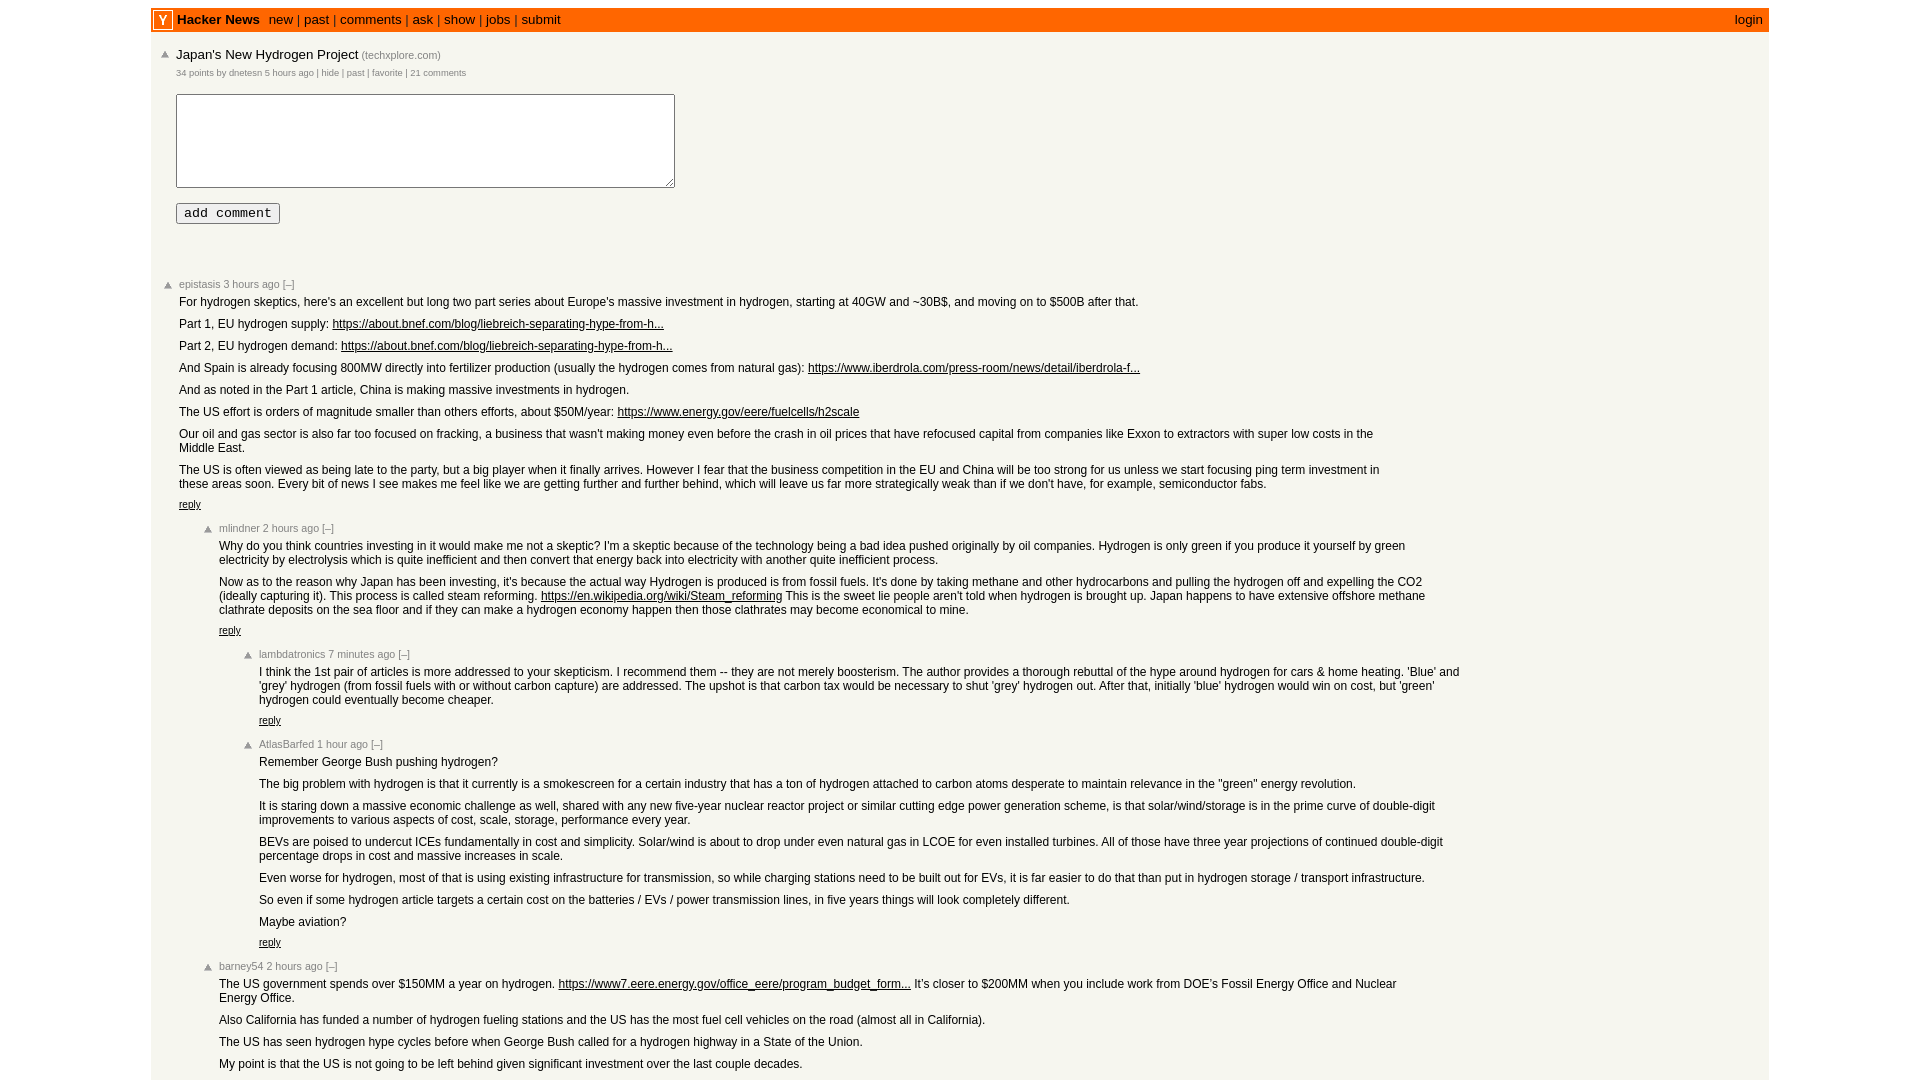 Y Hacker News new | past | comments | ask | show | jobs | submit login
Japan's New Hydrogen Project (techxplore.com)
34 points by dnetesn 5 hours ago | hide | past | favorite | 21 comments
add comment
epistasis 3 hours ago [–]
For hydrogen skeptics, here's an excellent but long two part series about Europe's massive investment in hydrogen, starting at 40GW and ~30B$, and moving on to $500B after that.
Part 1, EU hydrogen supply: https://about.bnef.com/blog/liebreich-separating-hype-from-h...
Part 2, EU hydrogen demand: https://about.bnef.com/blog/liebreich-separating-hype-from-h...
And Spain is already focusing 800MW directly into fertilizer production (usually the hydrogen comes from natural gas): https://www.iberdrola.com/press-room/news/detail/iberdrola-f...
And as noted in the Part 1 article, China is making massive investments in hydrogen.
The US effort is orders of magnitude smaller than others efforts, about $50M/year: https://www.energy.gov/eere/fuelcells/h2scale
Our oil and gas sector is also far too focused on fracking, a business that wasn't making money even before the crash in oil prices that have refocused capital from companies like Exxon to extractors with super low costs in the
Middle East.
The US is often viewed as being late to the party, but a big player when it finally arrives. However I fear that the business competition in the EU and China will be too strong for us unless we start focusing ping term investment in
these areas soon. Every bit of news I see makes me feel like we are getting further and further behind, which will leave us far more strategically weak than if we don't have, for example, semiconductor fabs.
reply
mlindner 2 hours ago [–]
Why do you think countries investing in it would make me not a skeptic? I'm a skeptic because of the technology being a bad idea pushed originally by oil companies. Hydrogen is only green if you produce it yourself by green
electricity by electrolysis which is quite inefficient and then convert that energy back into electricity with another quite inefficient process.
Now as to the reason why Japan has been investing, it's because the actual way Hydrogen is produced is from fossil fuels. It's done by taking methane and other hydrocarbons and pulling the hydrogen off and expelling the CO2
(ideally capturing it). This process is called steam reforming. https://en.wikipedia.org/wiki/Steam_reforming This is the sweet lie people aren't told when hydrogen is brought up. Japan happens to have extensive offshore methane
clathrate deposits on the sea floor and if they can make a hydrogen economy happen then those clathrates may become economical to mine.
reply
lambdatronics 7 minutes ago [–]
I think the 1st pair of articles is more addressed to your skepticism. I recommend them -- they are not merely boosterism. The author provides a thorough rebuttal of the hype around hydrogen for cars & home heating. 'Blue' and
'grey' hydrogen (from fossil fuels with or without carbon capture) are addressed. The upshot is that carbon tax would be necessary to shut 'grey' hydrogen out. After that, initially 'blue' hydrogen would win on cost, but 'green'
hydrogen could eventually become cheaper.
reply
AtlasBarfed 1 hour ago [–]
Remember George Bush pushing hydrogen?
The big problem with hydrogen is that it currently is a smokescreen for a certain industry that has a ton of hydrogen attached to carbon atoms desperate to maintain relevance in the "green" energy revolution.
It is staring down a massive economic challenge as well, shared with any new five-year nuclear reactor project or similar cutting edge power generation scheme, is that solar/wind/storage is in the prime curve of double-digit
improvements to various aspects of cost, scale, storage, performance every year.
BEVs are poised to undercut ICEs fundamentally in cost and simplicity. Solar/wind is about to drop under even natural gas in LCOE for even installed turbines. All of those have three year projections of continued double-digit
percentage drops in cost and massive increases in scale.
Even worse for hydrogen, most of that is using existing infrastructure for transmission, so while charging stations need to be built out for EVs, it is far easier to do that than put in hydrogen storage / transport infrastructure.
So even if some hydrogen article targets a certain cost on the batteries / EVs / power transmission lines, in five years things will look completely different.
Maybe aviation?
reply
barney54 2 hours ago [–]
The US government spends over $150MM a year on hydrogen. https://www7.eere.energy.gov/office_eere/program_budget_form... It's closer to $200MM when you include work from DOE's Fossil Energy Office and Nuclear
Energy Office.
Also California has funded a number of hydrogen fueling stations and the US has the most fuel cell vehicles on the road (almost all in California).
The US has seen hydrogen hype cycles before when George Bush called for a hydrogen highway in a State of the Union.
My point is that the US is not going to be left behind given significant investment over the last couple decades.